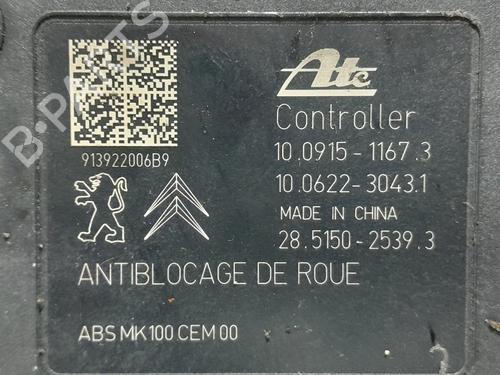 Ate
Controller
913922006B9
10.0915-1167.3
10.0622-3043.1
MADE IN CHINA
28.5150-2539.3
ANTIBLOCAGE DE ROUE
ABS MK100 CEM 00
B-PARTS